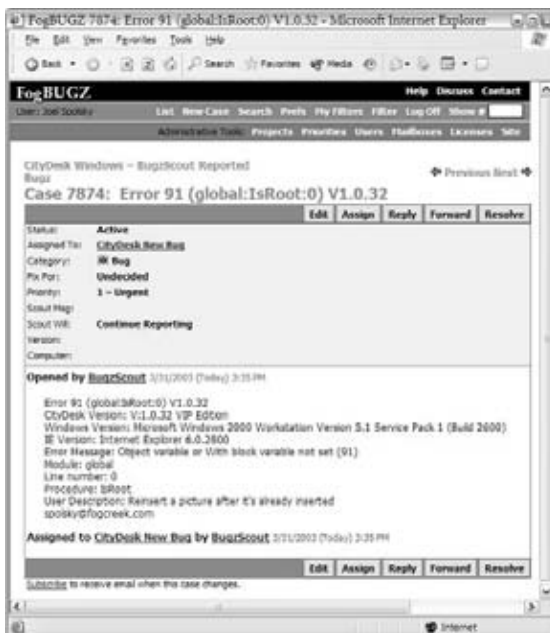 FogBUGZ 7874: Error 91 (global:IsRoot:0) V1.0.32 - Microsoft Internet Explorer
File Edit View Favorites Tools Help
Back Search Favorites Media
FogBUGZ Help Discuss Contact
User: Joel Spolsky List New Case Search Prefs My Filters Filter Log Off Show #
Administrative Tools: Projects Priorities Users Mailboxes Licenses Site
CityDesk Windows – BugzScout Reported
Bugz
Previous Next
Case 7874: Error 91 (global:IsRoot:0) V1.0.32
Edit Assign Reply Forward Resolve
Status: Active
Assigned To: CityDesk New Bug
Category: Bug
Fix For: Undecided
Priority: 1 – Urgent
Scout Msg:
Scout Will: Continue Reporting
Version:
Computer:
Opened by BugzScout 3/31/2003 (Today) 3:35 PM
Error 91 (global:bRoot:0) V1.0.32
CityDesk Version: V:1.0.32 VIP Edition
Windows Version: Microsoft Windows 2000 Workstation Version 5.1 Service Pack 1 (Build 2600)
IE Version: Internet Explorer 6.0.2800
Error Message: Object variable or With block variable not set (91)
Module: global
Line number: 0
Procedure: bRoot
User Description: Reinsert a picture after it's already inserted
spolsky@fogcreek.com
Assigned to CityDesk New Bug by BugzScout 3/31/2003 (Today) 3:35 PM
Edit Assign Reply Forward Resolve
Subscribe to receive email when this case changes.
Internet